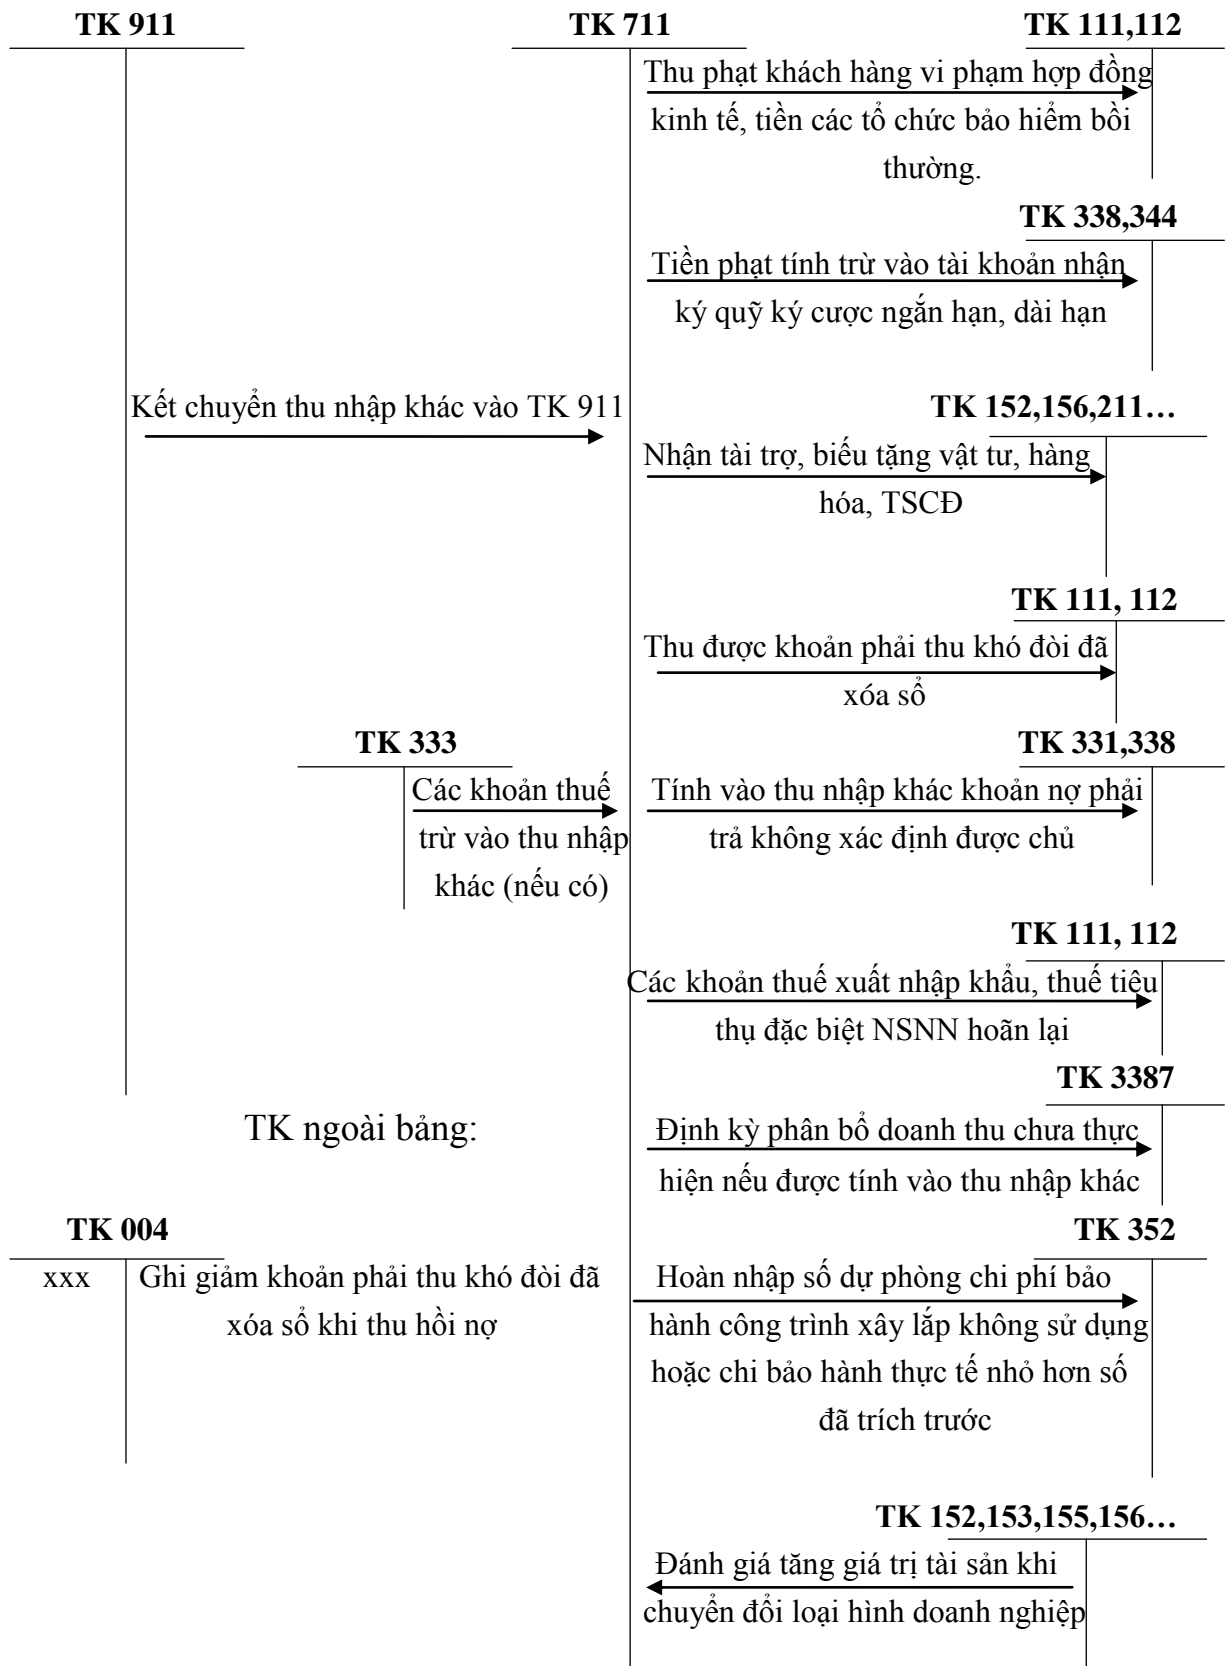 TK 911
TK 711
TK 111,112
Thu phạt khách hàng vi phạm hợp đồng
kinh tế, tiền các tổ chức bảo hiểm bồi
thường.
TK 338,344
Tiền phạt tính trừ vào tài khoản nhận
ký quỹ ký cược ngắn hạn, dài hạn
Kết chuyển thu nhập khác vào TK 911
TK 152,156,211…
Nhận tài trợ, biếu tặng vật tư, hàng
hóa, TSCĐ
TK 111, 112
Thu được khoản phải thu khó đòi đã
xóa sổ
TK 333
Các khoản thuế
trừ vào thu nhập
khác (nếu có)
TK 331,338
Tính vào thu nhập khác khoản nợ phải
trả không xác định được chủ
TK 111, 112
Các khoản thuế xuất nhập khẩu, thuế tiêu
thụ đặc biệt NSNN hoãn lại
TK 3387
Định kỳ phân bổ doanh thu chưa thực
hiện nếu được tính vào thu nhập khác
TK ngoài bảng:
TK 004
xxx
Ghi giảm khoản phải thu khó đòi đã
xóa sổ khi thu hồi nợ
TK 352
Hoàn nhập số dự phòng chi phí bảo
hành công trình xây lắp không sử dụng
hoặc chi bảo hành thực tế nhỏ hơn số
đã trích trước
TK 152,153,155,156…
Đánh giá tăng giá trị tài sản khi
chuyển đổi loại hình doanh nghiệp